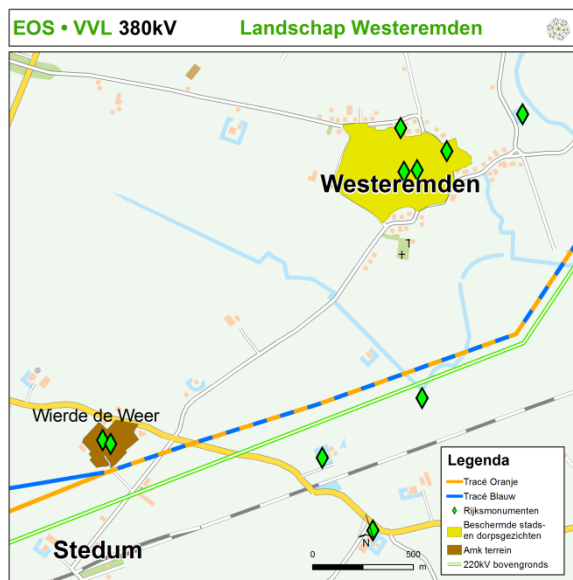 EOS • VVL 380kV
Landschap Westeremden
Westeremden
Wierde de Weer
Stedum
N
0
500
m
Legenda
Tracé Oranje
Tracé Blauw
Rijksmonumenten
Beschermde stads-
en dorpsgezichten
Amk terrein
220kV bovengronds